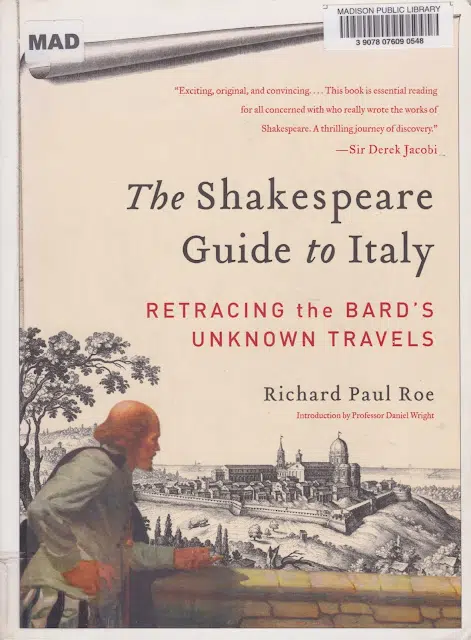 MADISON PUBLIC LIBRARY
3 9078 07609 0548
MAD
“Exciting, original, and convincing. . . . This book is essential reading
for all concerned with who really wrote the works of
Shakespeare. A thrilling journey of discovery.”
—Sir Derek Jacobi
The Shakespeare
Guide to Italy
RETRACING the BARD’S
UNKNOWN TRAVELS
Richard Paul Roe
Introduction by Professor Daniel Wright